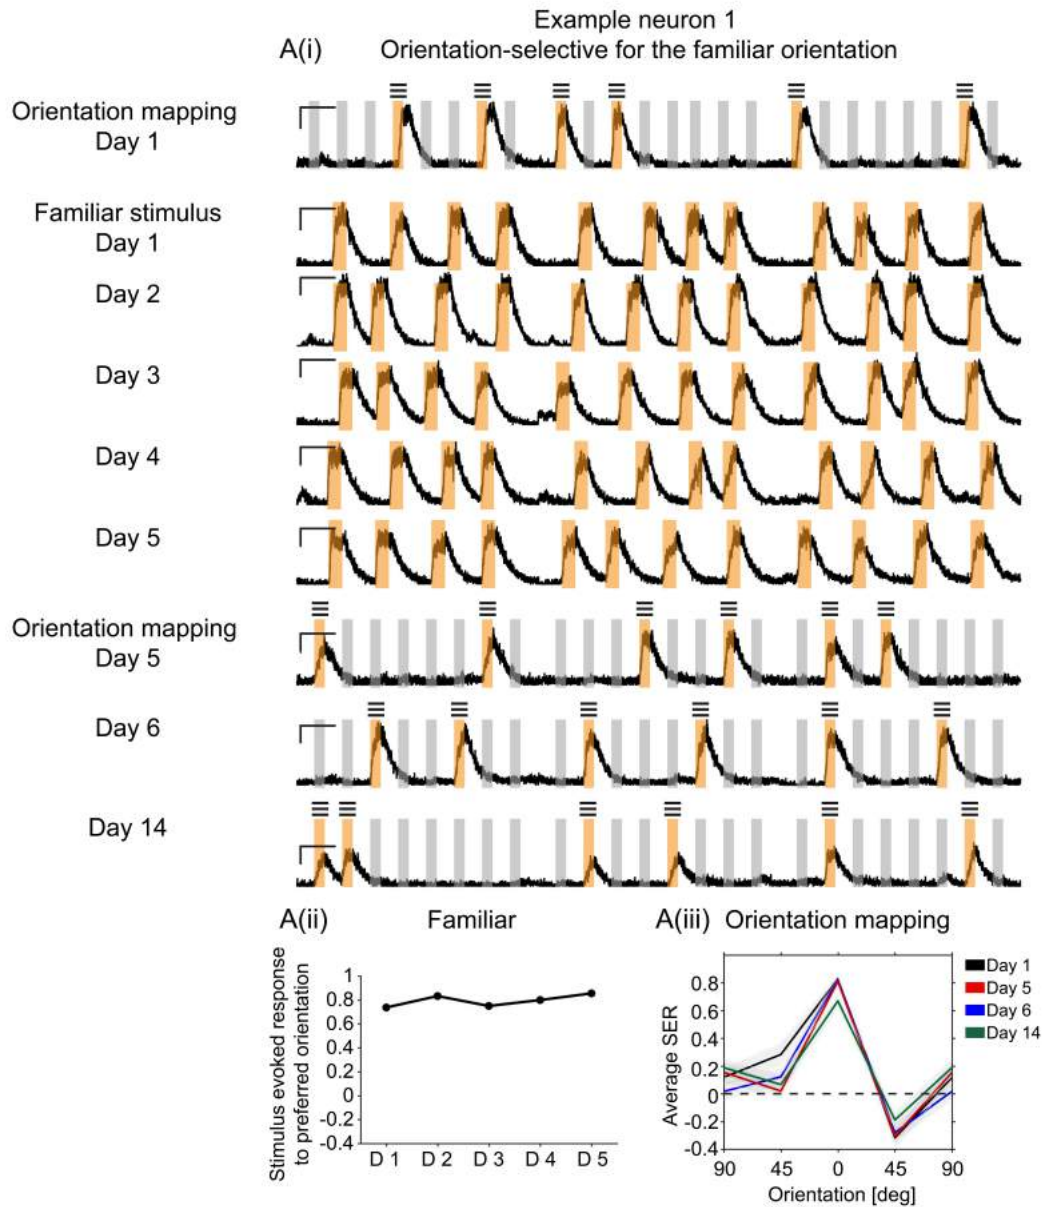 Example neuron 1
A(i) Orientation-selective for the familiar orientation
Orientation mapping
Day 1
Familiar stimulus
Day 1
Day 2
Day 3
Day 4
Day 5
Orientation mapping
Day 5
Day 6
Day 14
A(ii) Familiar
Stimulus evoked response
to preferred orientation
1
0.8
0.6
0.4
0.2
0
-0.2
-0.4
D 1 D 2 D 3 D 4 D 5
A(iii) Orientation mapping
Average SER
0.8
0.6
0.4
0.2
0
-0.2
-0.4
90 45 0 45 90
Orientation [deg]
Day 1
Day 5
Day 6
Day 14